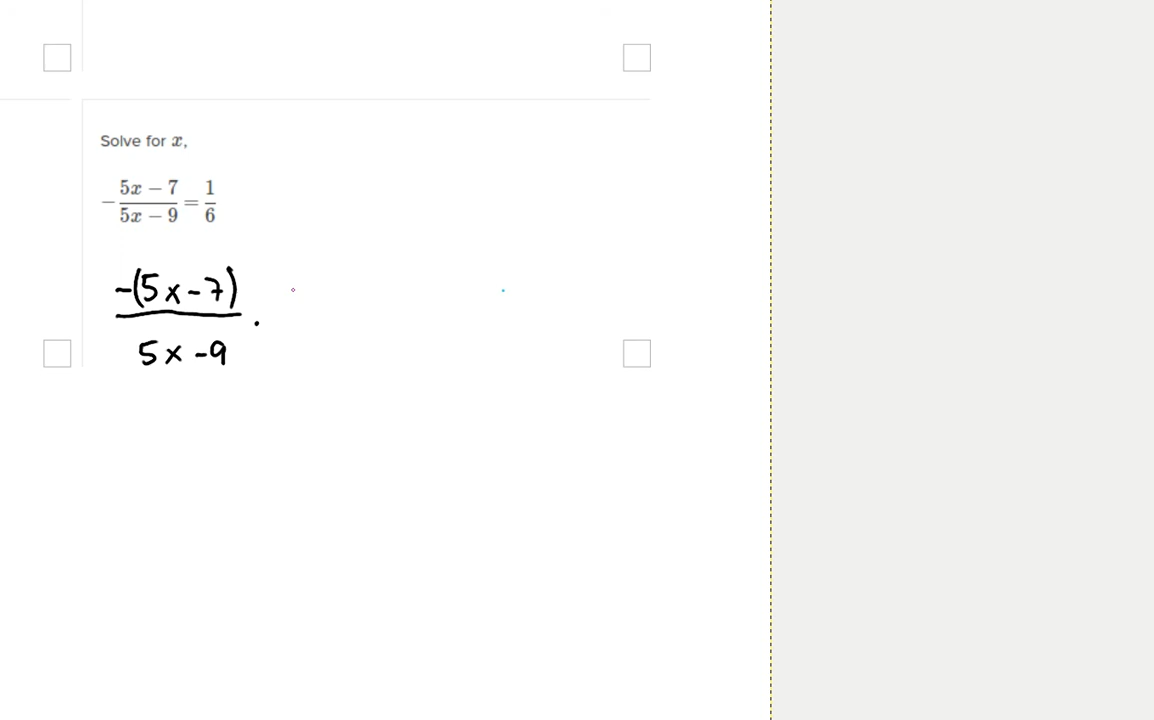 Solve for x,
- 5x − 7 / 5x − 9 = 1 / 6
-(5x-7)
5x-9